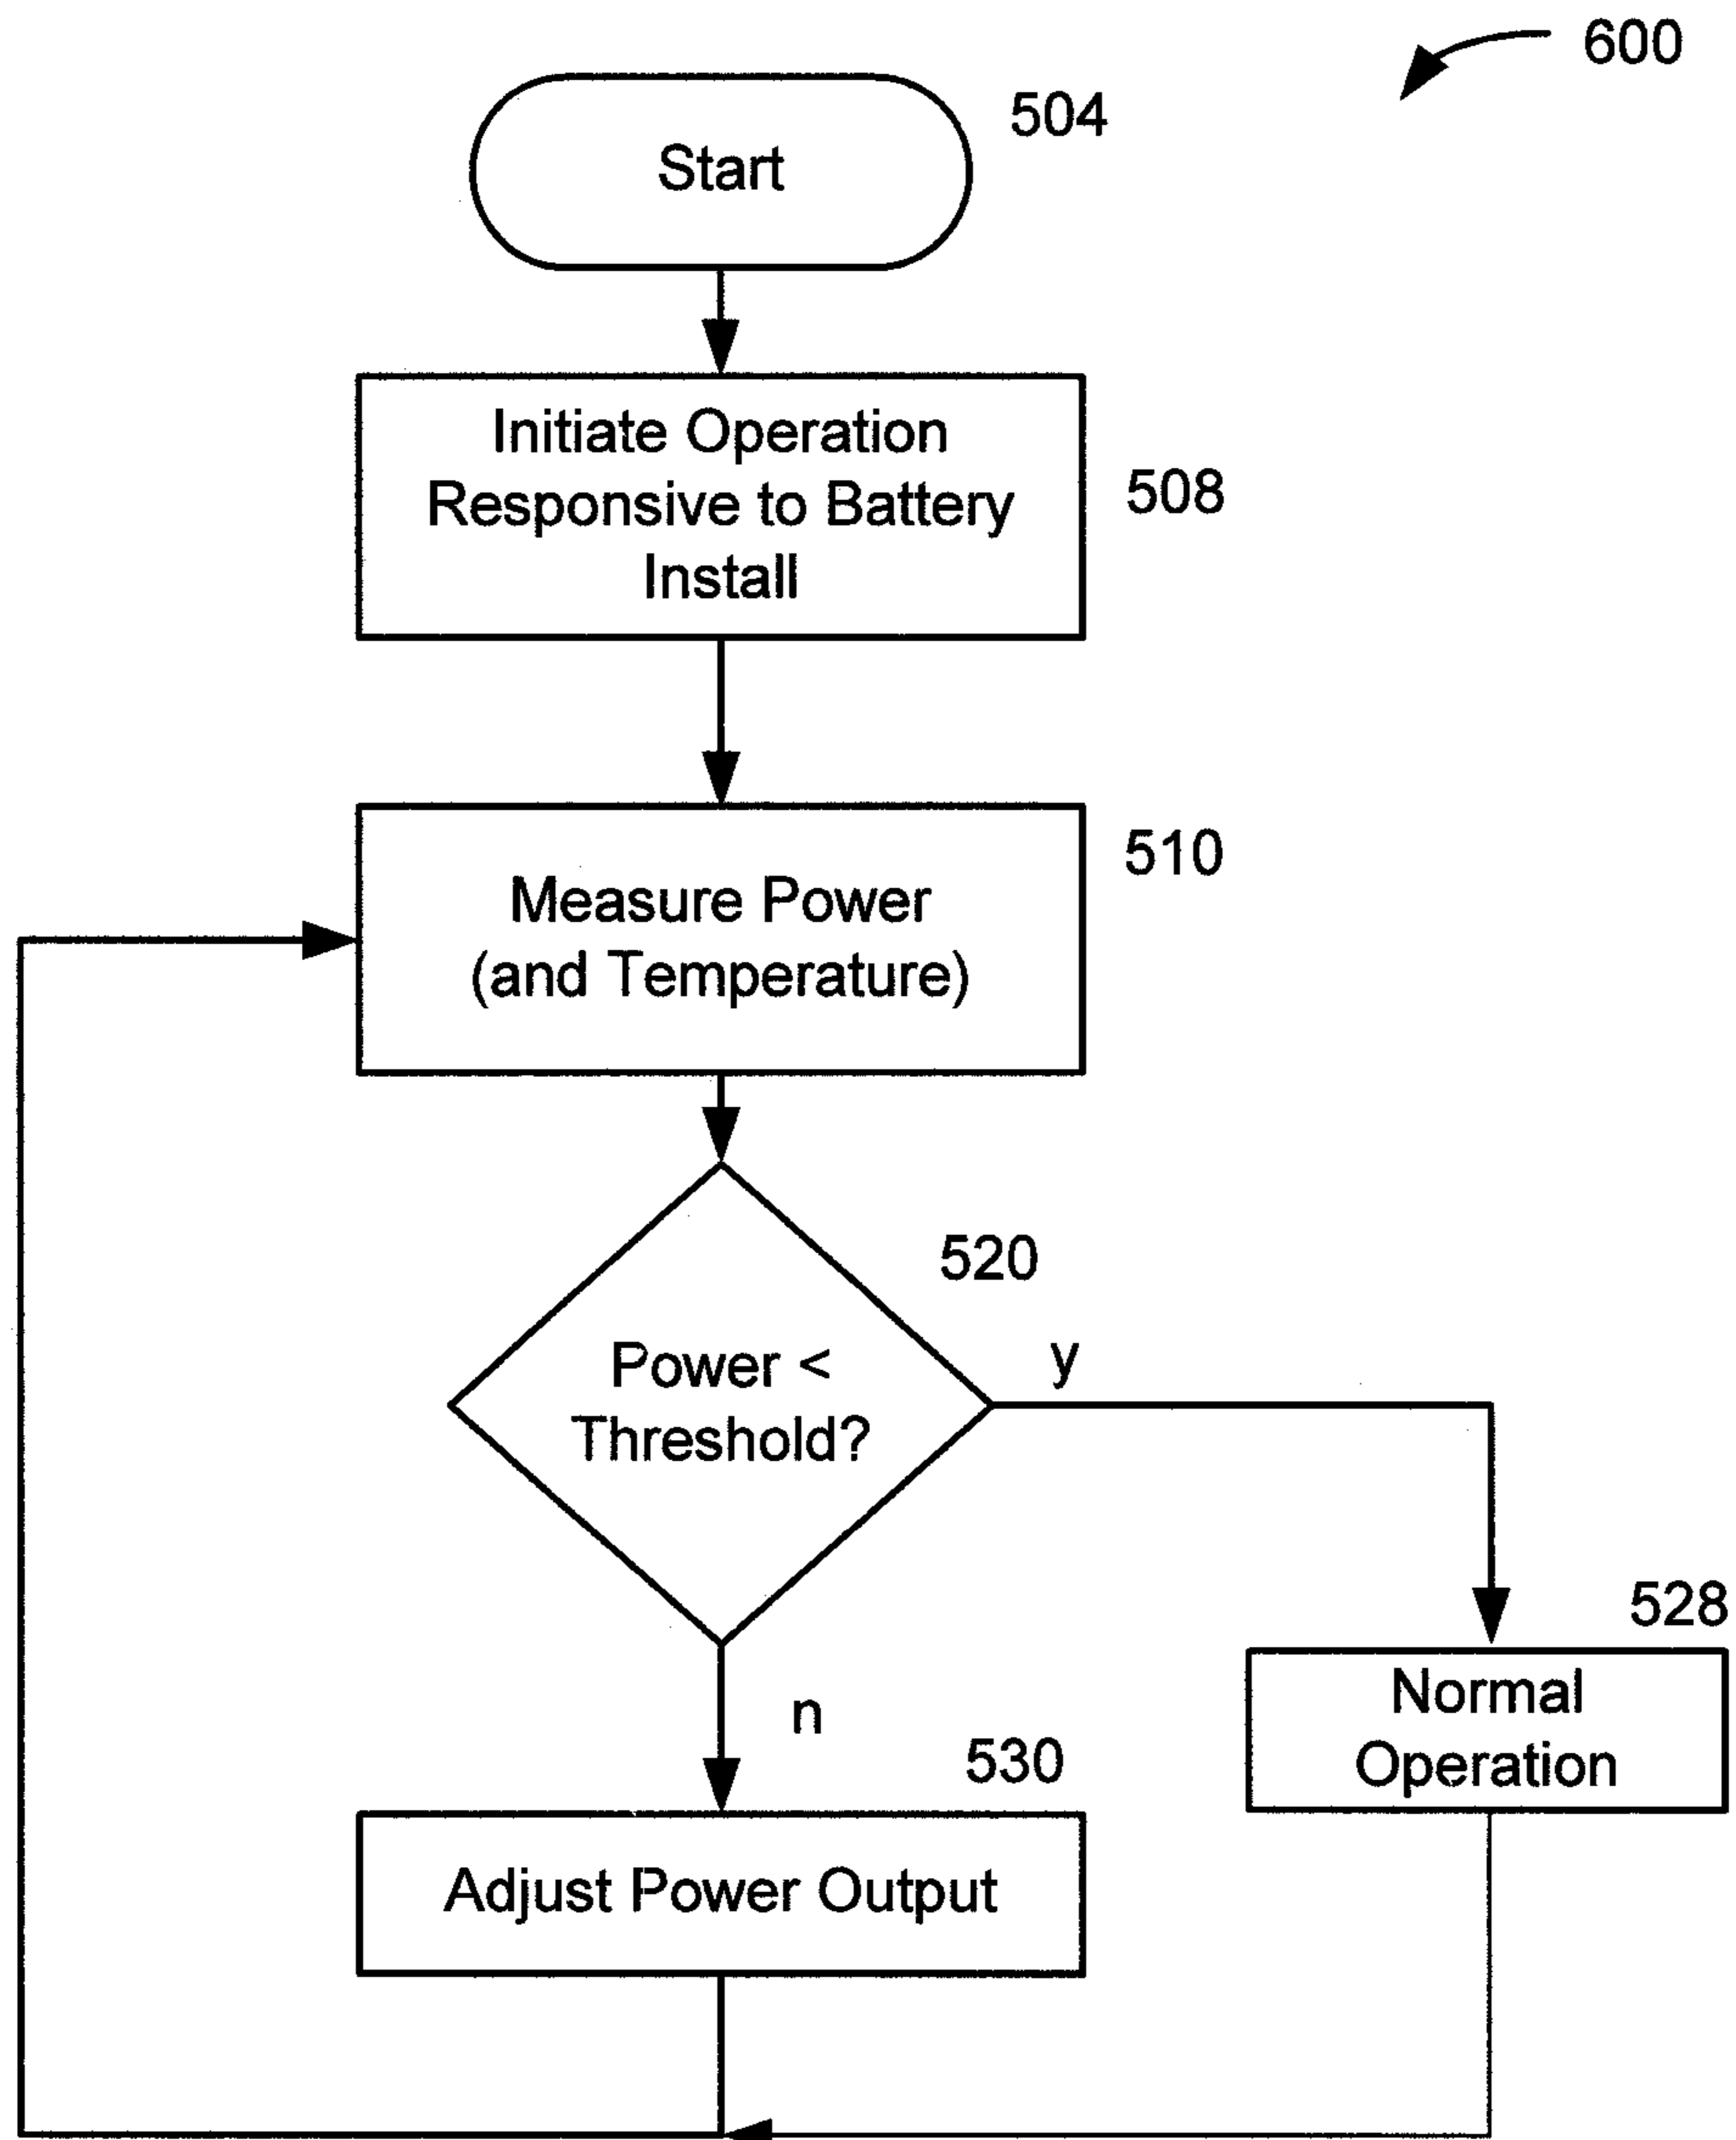 600
504
Start
Initiate Operation
Responsive to Battery
Install
508
510
Measure Power
(and Temperature)
520
Power <
Threshold?
y
n
528
Normal
Operation
530
Adjust Power Output